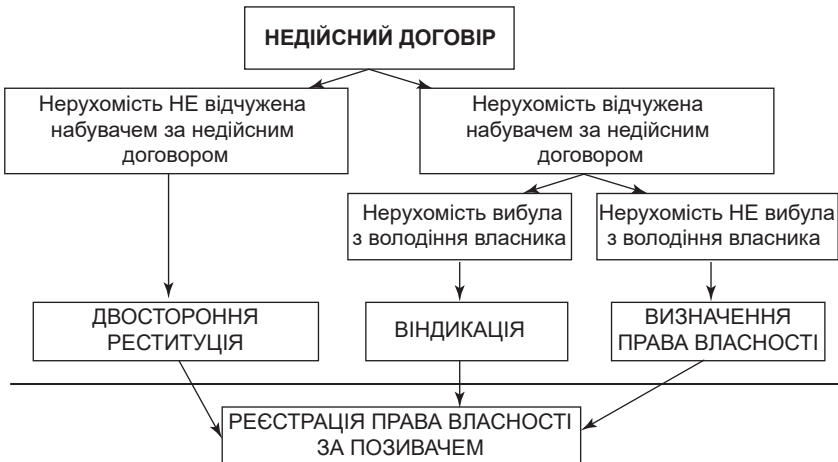 НЕДІЙСНИЙ ДОГОВІР
Нерухомість НЕ відчужена
набувачем за недійсним
договором
Нерухомість відчужена
набувачем за недійсним
договором
Нерухомість вибула
з володіння власника
Нерухомість НЕ вибула
з володіння власника
ДВОСТОРОННЯ
РЕСТИТУЦІЯ
ВІНДИКАЦІЯ
ВИЗНАЧЕННЯ
ПРАВА ВЛАСНОСТІ
РЕЄСТРАЦІЯ ПРАВА ВЛАСНОСТІ
ЗА ПОЗИВАЧЕМ